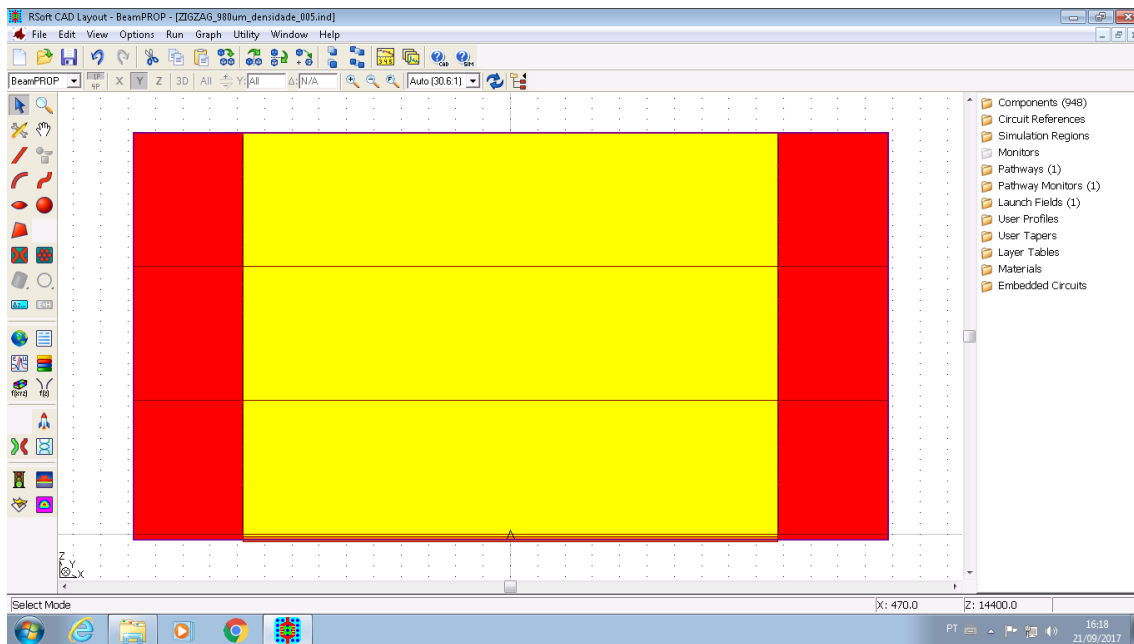 RSoft CAD Layout - BeamPROP - [ZIGZAG_980um_densidade_005.ind]
File Edit View Options Run Graph Utility Window Help
BeamPROP X Y Z 3D All Y: All Δ: N/A Auto (30.6:1)
Components (948)
Circuit References
Simulation Regions
Monitors
Pathways (1)
Pathway Monitors (1)
Launch Fields (1)
User Profiles
User Tapers
Layer Tables
Materials
Embedded Circuits
Z
Y
X
Select Mode X: 470.0 Z: 14400.0
PT 16:18
21/09/2017